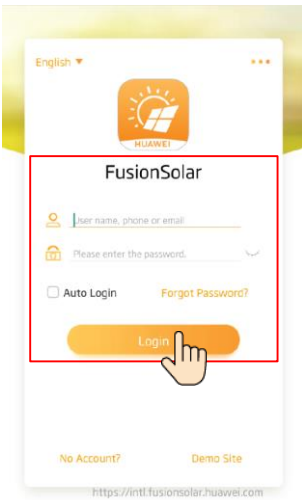 English ▼
HUAWEI
FusionSolar
User name, phone or email
Please enter the password.
Auto Login Forgot Password?
Login
No Account? Demo Site
https://intl.fusionsolar.huawei.com